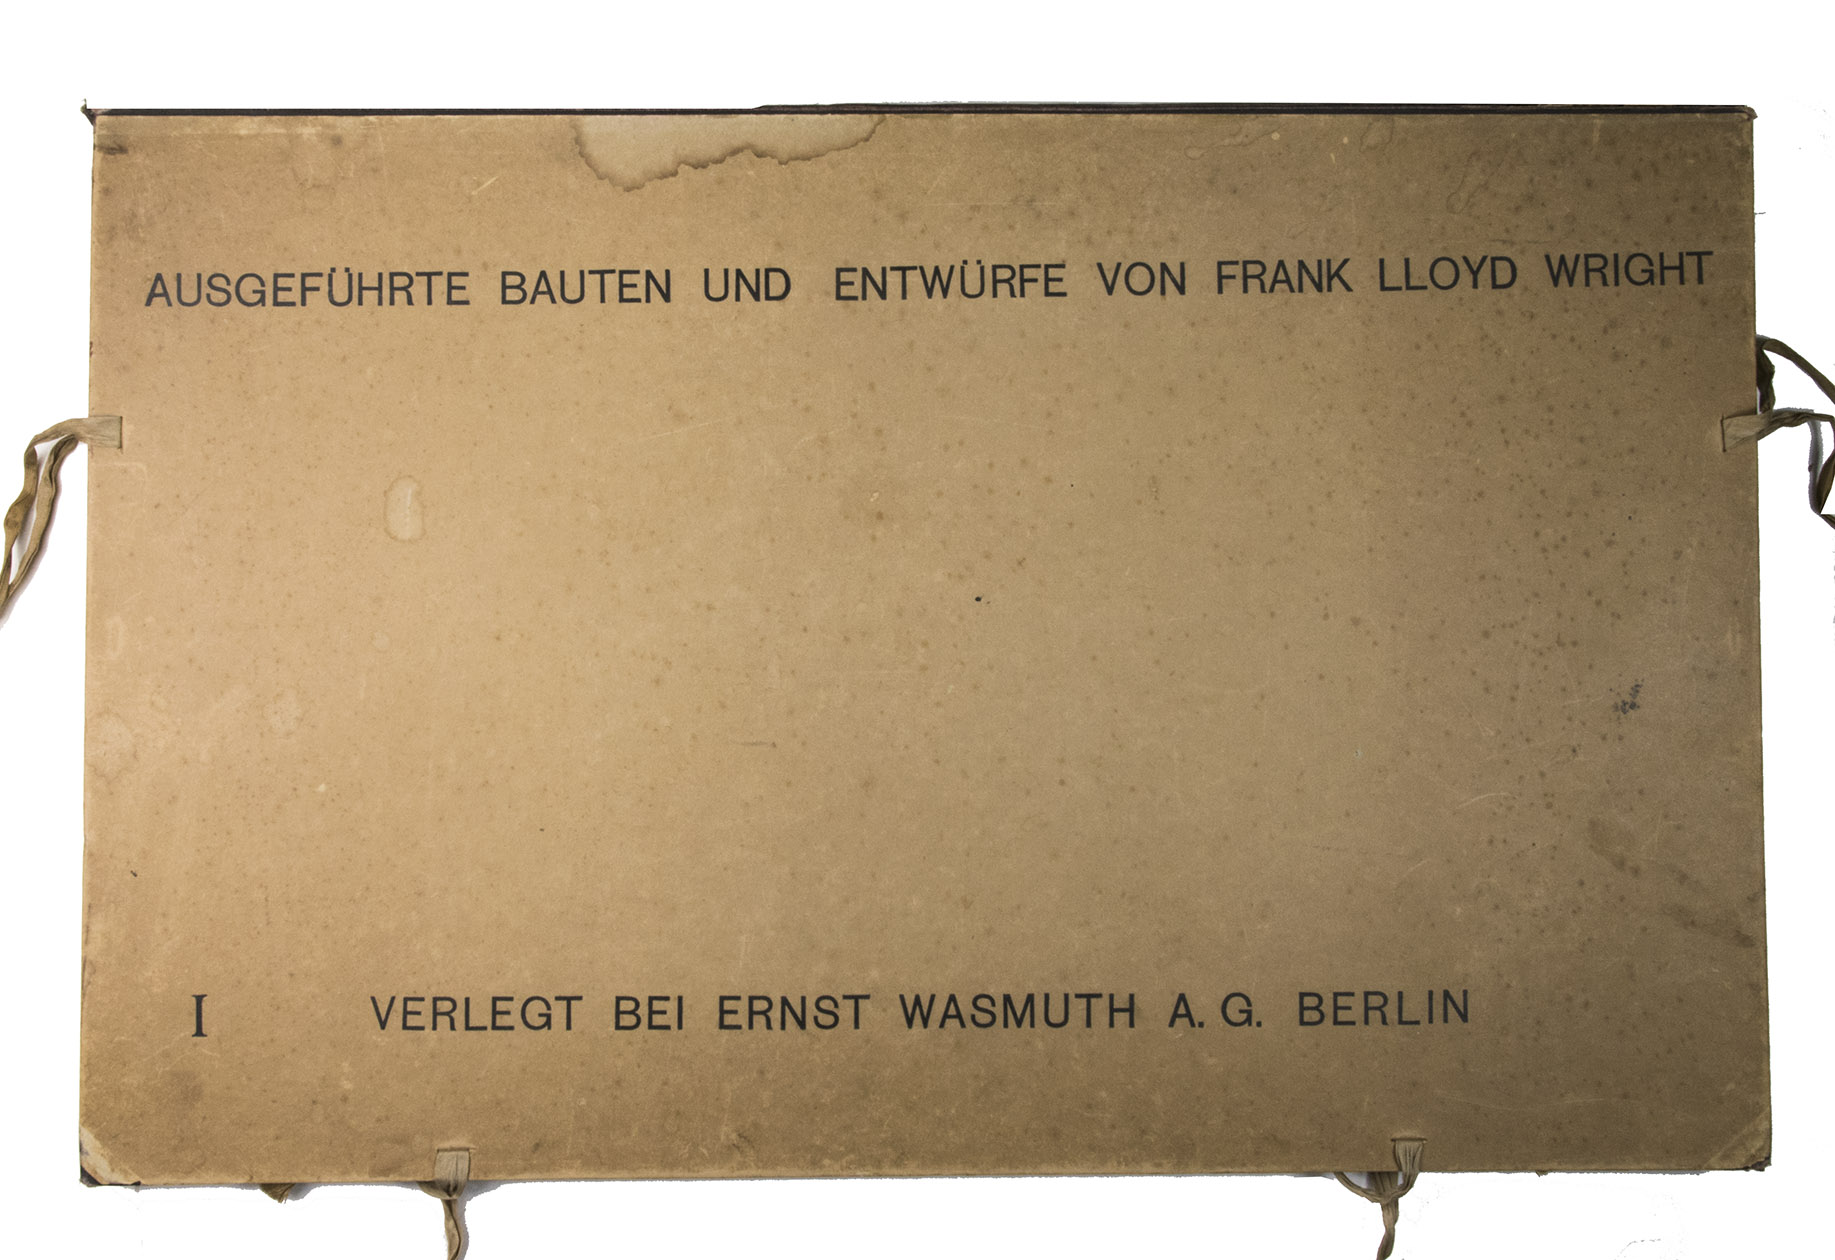 AUSGEFÜHRTE BAUTEN UND ENTWÜRFE VON FRANK LLOYD WRIGHT
I VERLEGT BEI ERNST WASMUTH A. G. BERLIN